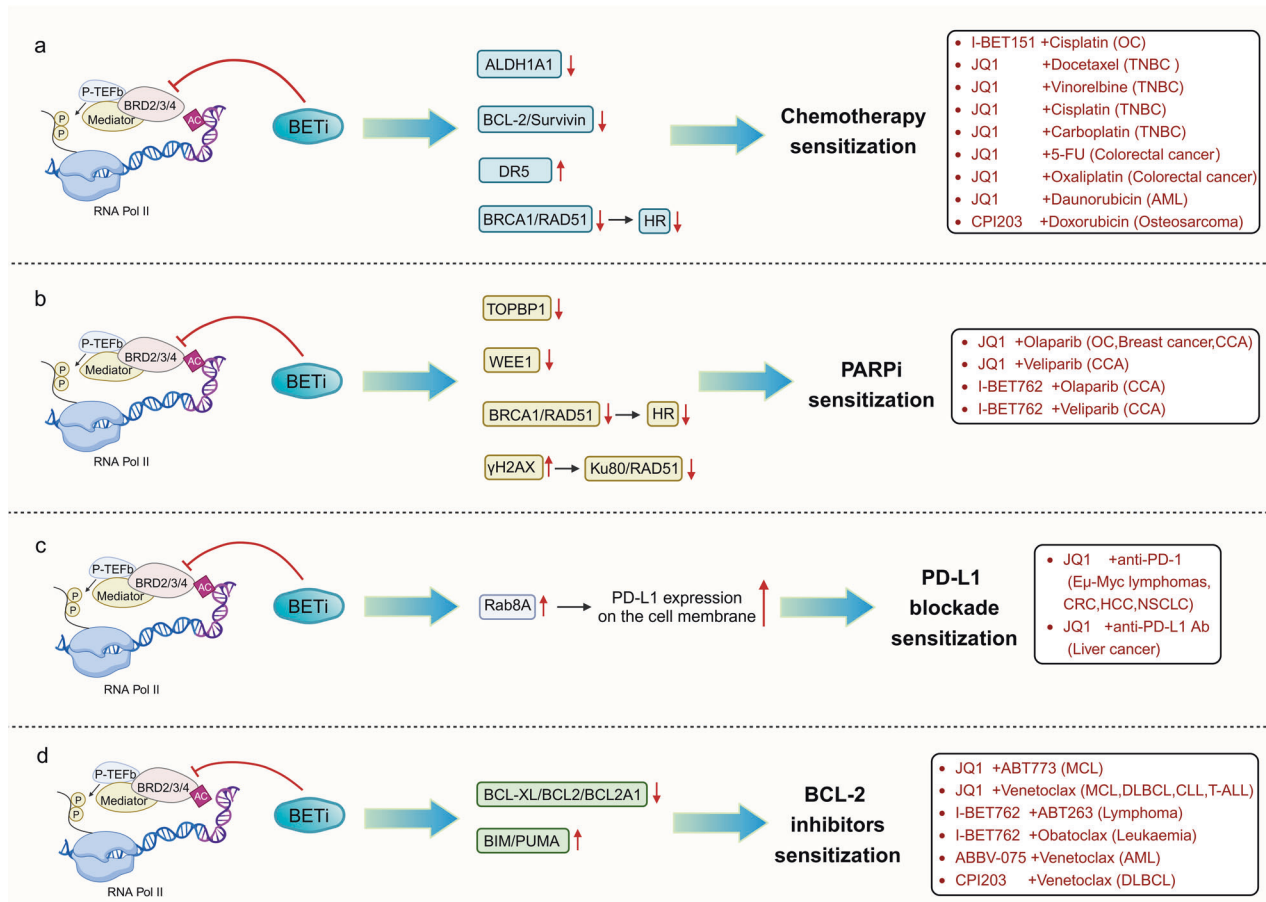 a
P-TEFb
BRD2/3/4
Mediator
AC
P
P
RNA Pol II
BETi
ALDH1A1
BCL-2/Survivin
DR5
BRCA1/RAD51
HR
Chemotherapy
sensitization
• I-BET151 +Cisplatin (OC)
• JQ1 +Docetaxel (TNBC )
• JQ1 +Vinorelbine (TNBC)
• JQ1 +Cisplatin (TNBC)
• JQ1 +Carboplatin (TNBC)
• JQ1 +5-FU (Colorectal cancer)
• JQ1 +Oxaliplatin (Colorectal cancer)
• JQ1 +Daunorubicin (AML)
• CPI203 +Doxorubicin (Osteosarcoma)
b
P-TEFb
BRD2/3/4
Mediator
AC
P
P
RNA Pol II
BETi
TOPBP1
WEE1
BRCA1/RAD51
HR
γH2AX
Ku80/RAD51
PARPi
sensitization
• JQ1 +Olaparib (OC,Breast cancer,CCA)
• JQ1 +Veliparib (CCA)
• I-BET762 +Olaparib (CCA)
• I-BET762 +Veliparib (CCA)
c
P-TEFb
BRD2/3/4
Mediator
AC
P
P
RNA Pol II
BETi
Rab8A
PD-L1 expression
on the cell membrane
PD-L1
blockade
sensitization
• JQ1 +anti-PD-1
(Eμ-Myc lymphomas,
CRC,HCC,NSCLC)
• JQ1 +anti-PD-L1 Ab
(Liver cancer)
d
P-TEFb
BRD2/3/4
Mediator
AC
P
P
RNA Pol II
BETi
BCL-XL/BCL2/BCL2A1
BIM/PUMA
BCL-2
inhibitors
sensitization
• JQ1 +ABT773 (MCL)
• JQ1 +Venetoclax (MCL,DLBCL,CLL,T-ALL)
• I-BET762 +ABT263 (Lymphoma)
• I-BET762 +Obatoclax (Leukaemia)
• ABBV-075 +Venetoclax (AML)
• CPI203 +Venetoclax (DLBCL)